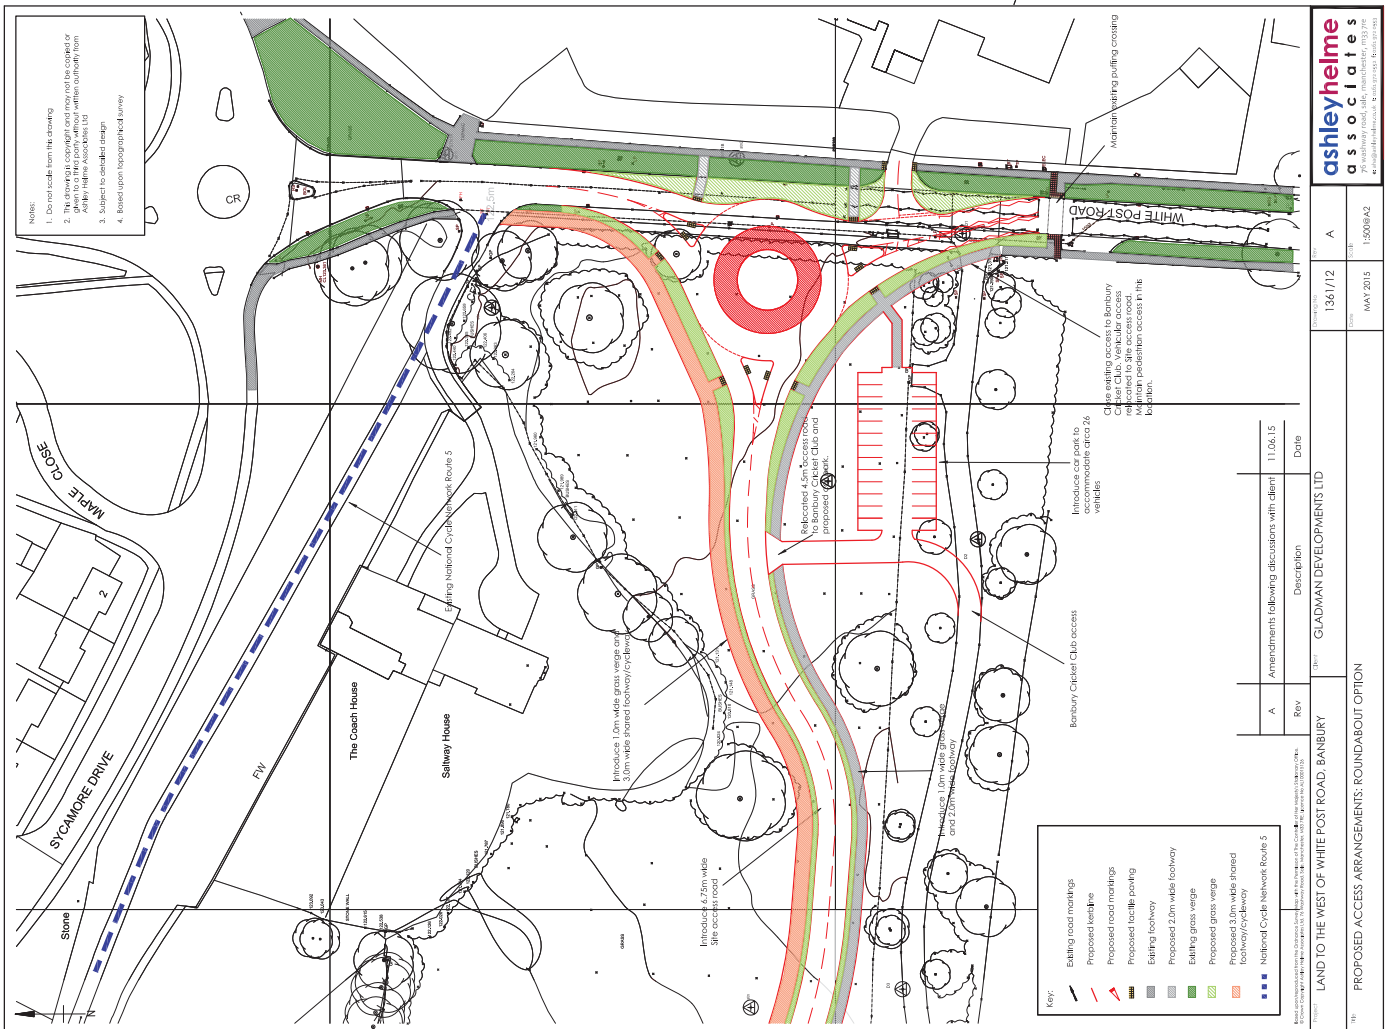 Notes:
1. Do not scale from this drawing
2. This drawing is copyright and may not be copied or
given to a third party without written authority from
Ashley Helme Associates Ltd
3. Subject to detailed design
4. Based upon topographical survey
CR
MAPLE CLOSE
2
SYCAMORE DRIVE
Stone
FW
The Coach House
Saltway House
Existing National Cycle Network Route 5
WHITE POST ROAD
Maintain existing puffing crossing
Close existing access to Banbury
Cricket Club. Vehicular access
relocated to Site access road.
Maintain pedestrian access in this
location.
Relocated 4.5m access road
to Banbury Cricket Club and
proposed
Introduce car park to
accommodate circa 26
vehicles
Banbury Cricket Club access
Introduce 1.0m wide grass verge and
3.0m wide shared footway/cycleway
Introduce 1.0m wide grass verge
and 2.0m wide footway
Introduce 6.75m wide
Site access road
N
Key:
Existing road markings
Proposed kerbline
Proposed road markings
Proposed tactile paving
Existing footway
Proposed 2.0m wide footway
Existing grass verge
Proposed grass verge
Proposed 3.0m wide shared
footway/cycleway
National Cycle Network Route 5
A Amendments following discussions with client 11.06.15
Rev Description Date
Project
LAND TO THE WEST OF WHITE POST ROAD, BANBURY
Client
GLADMAN DEVELOPMENTS LTD
Title
PROPOSED ACCESS ARRANGEMENTS: ROUNDABOUT OPTION
Drawing No
1361/12
Rev
A
Date
MAY 2015
Scale
1:500@A2
ashleyhelme
associates
76 washway road, sale, manchester, m33 7re